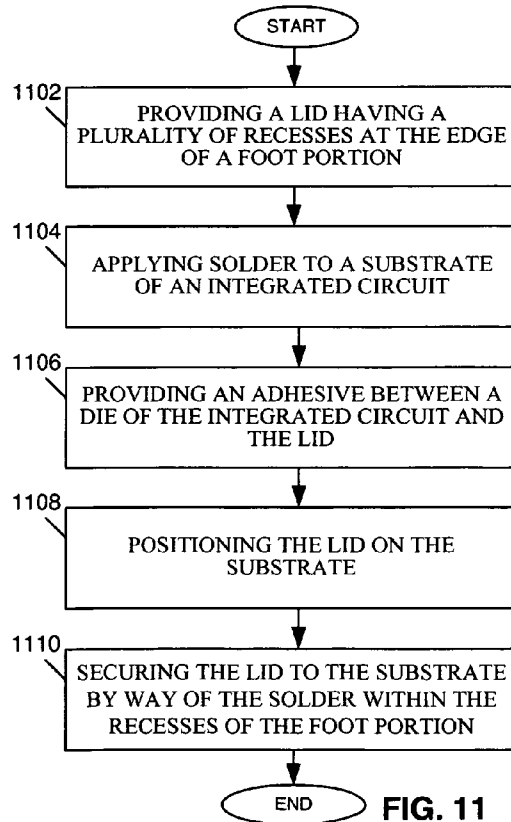 START
1102
PROVIDING A LID HAVING A
PLURALITY OF RECESSES AT THE EDGE
OF A FOOT PORTION
1104
APPLYING SOLDER TO A SUBSTRATE
OF AN INTEGRATED CIRCUIT
1106
PROVIDING AN ADHESIVE BETWEEN A
DIE OF THE INTEGRATED CIRCUIT AND
THE LID
1108
POSITIONING THE LID ON THE
SUBSTRATE
1110
SECURING THE LID TO THE SUBSTRATE
BY WAY OF THE SOLDER WITHIN THE
RECESSES OF THE FOOT PORTION
END
FIG. 11